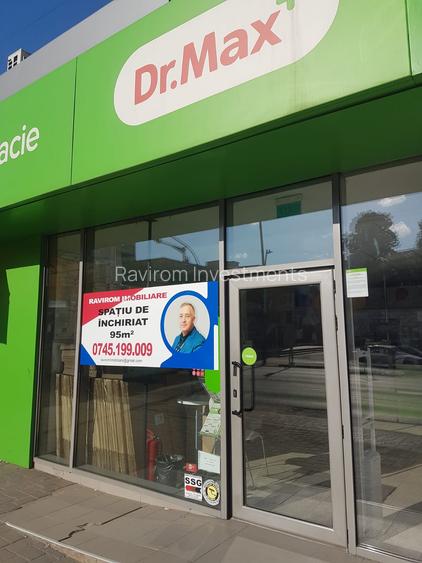 Dr.Max
acie
Ravirom Investments
RAVIROM IMOBILIARE
SPAȚIU DE
ÎNCHIRIAT
95m²
0745.199.009
SSG